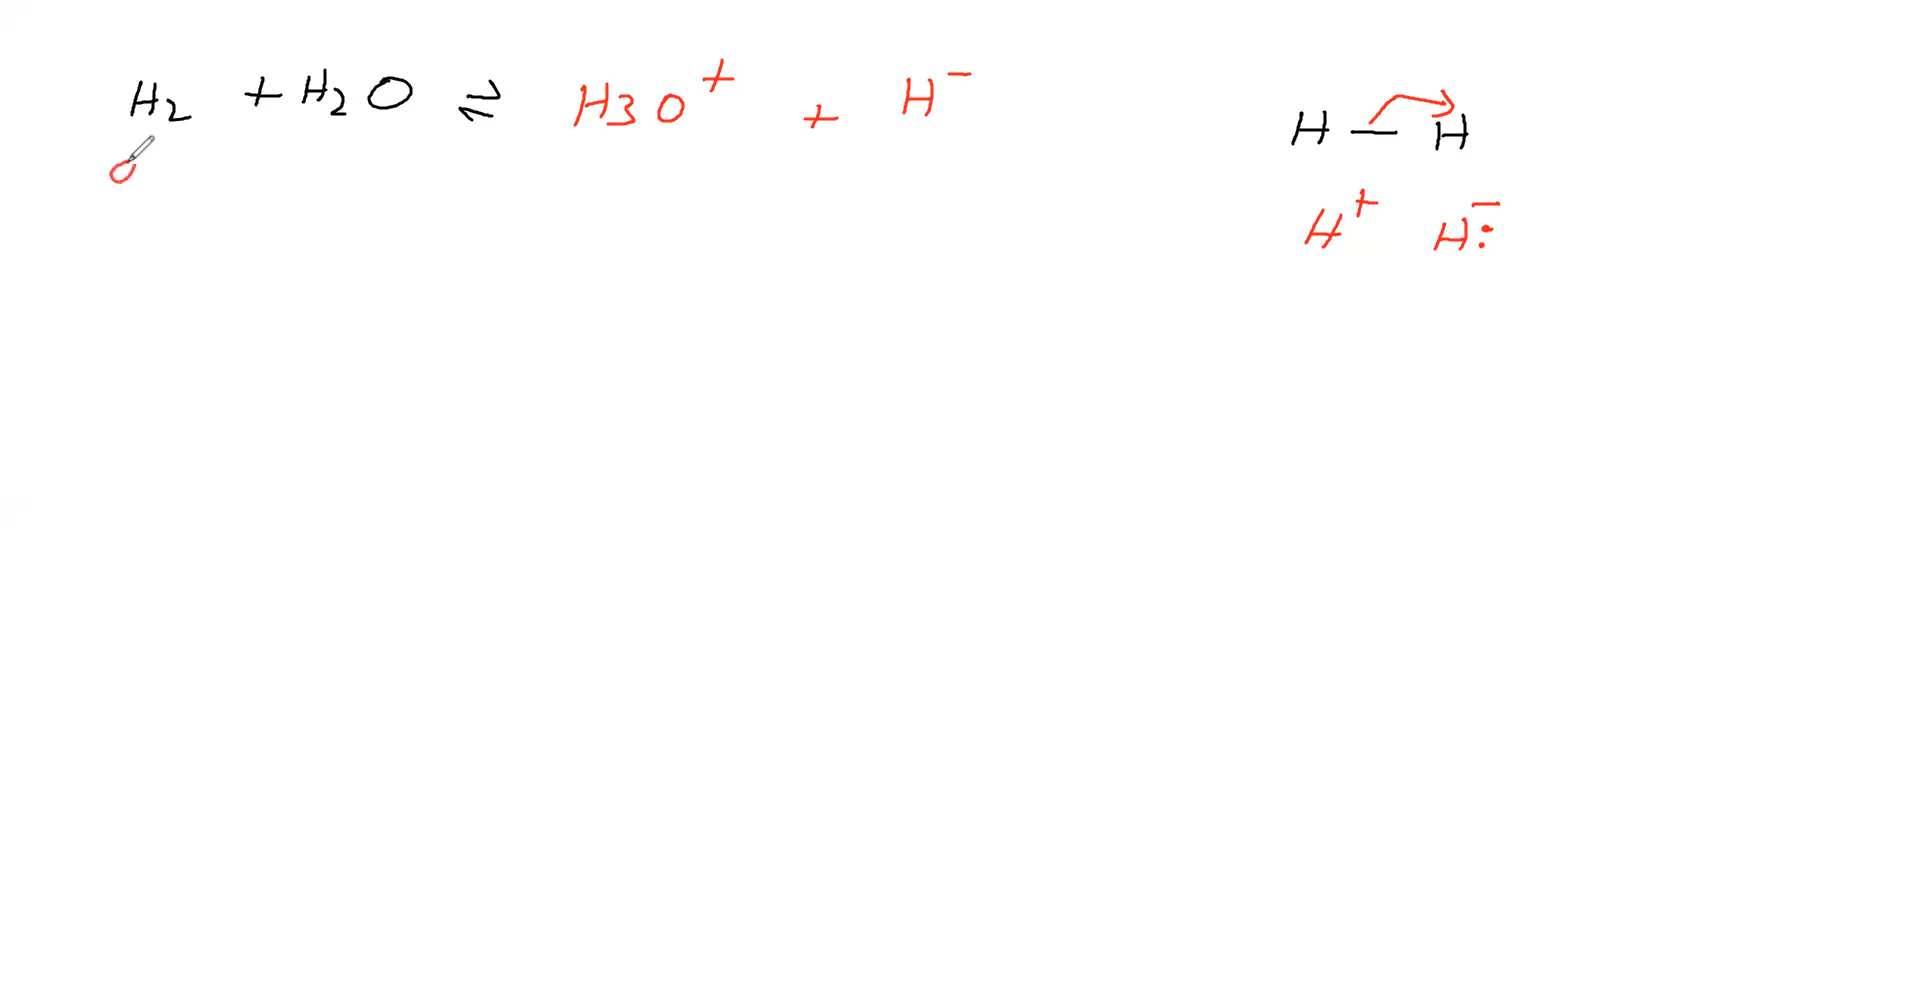 H2 + H2O ⇌ H3O+ + H-
H — H
H+ H:-